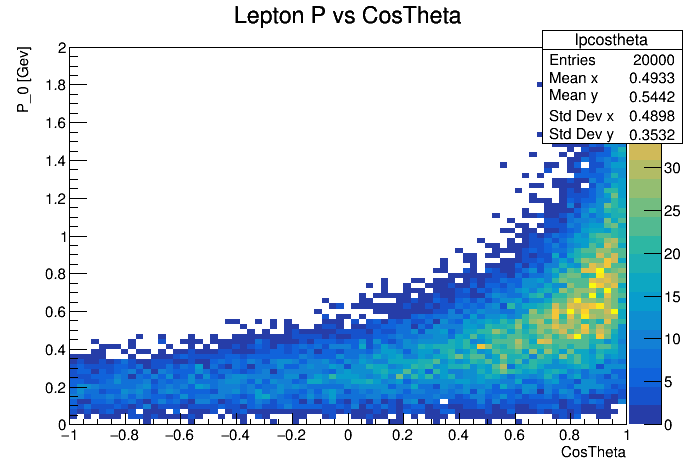 Lepton P vs CosTheta
lpcostheta
Entries 20000
Mean x 0.4933
Mean y 0.5442
Std Dev x 0.4898
Std Dev y 0.3532
P_0 [Gev]
2
1.8
1.6
1.4
1.2
1
0.8
0.6
0.4
0.2
0
−1 −0.8 −0.6 −0.4 −0.2 0 0.2 0.4 0.6 0.8 1
CosTheta
30
25
20
15
10
5
0